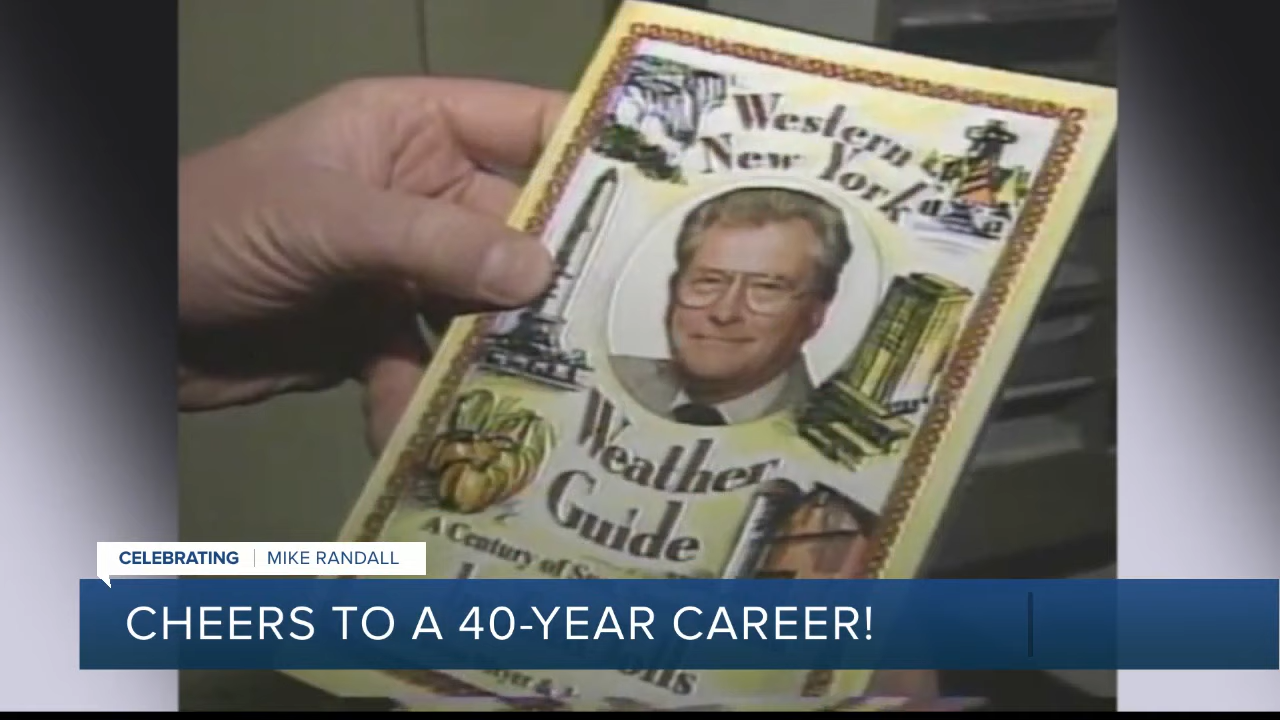 Western
New York
Weather
Guide
A Century of
CELEBRATING | MIKE RANDALL
CHEERS TO A 40-YEAR CAREER!